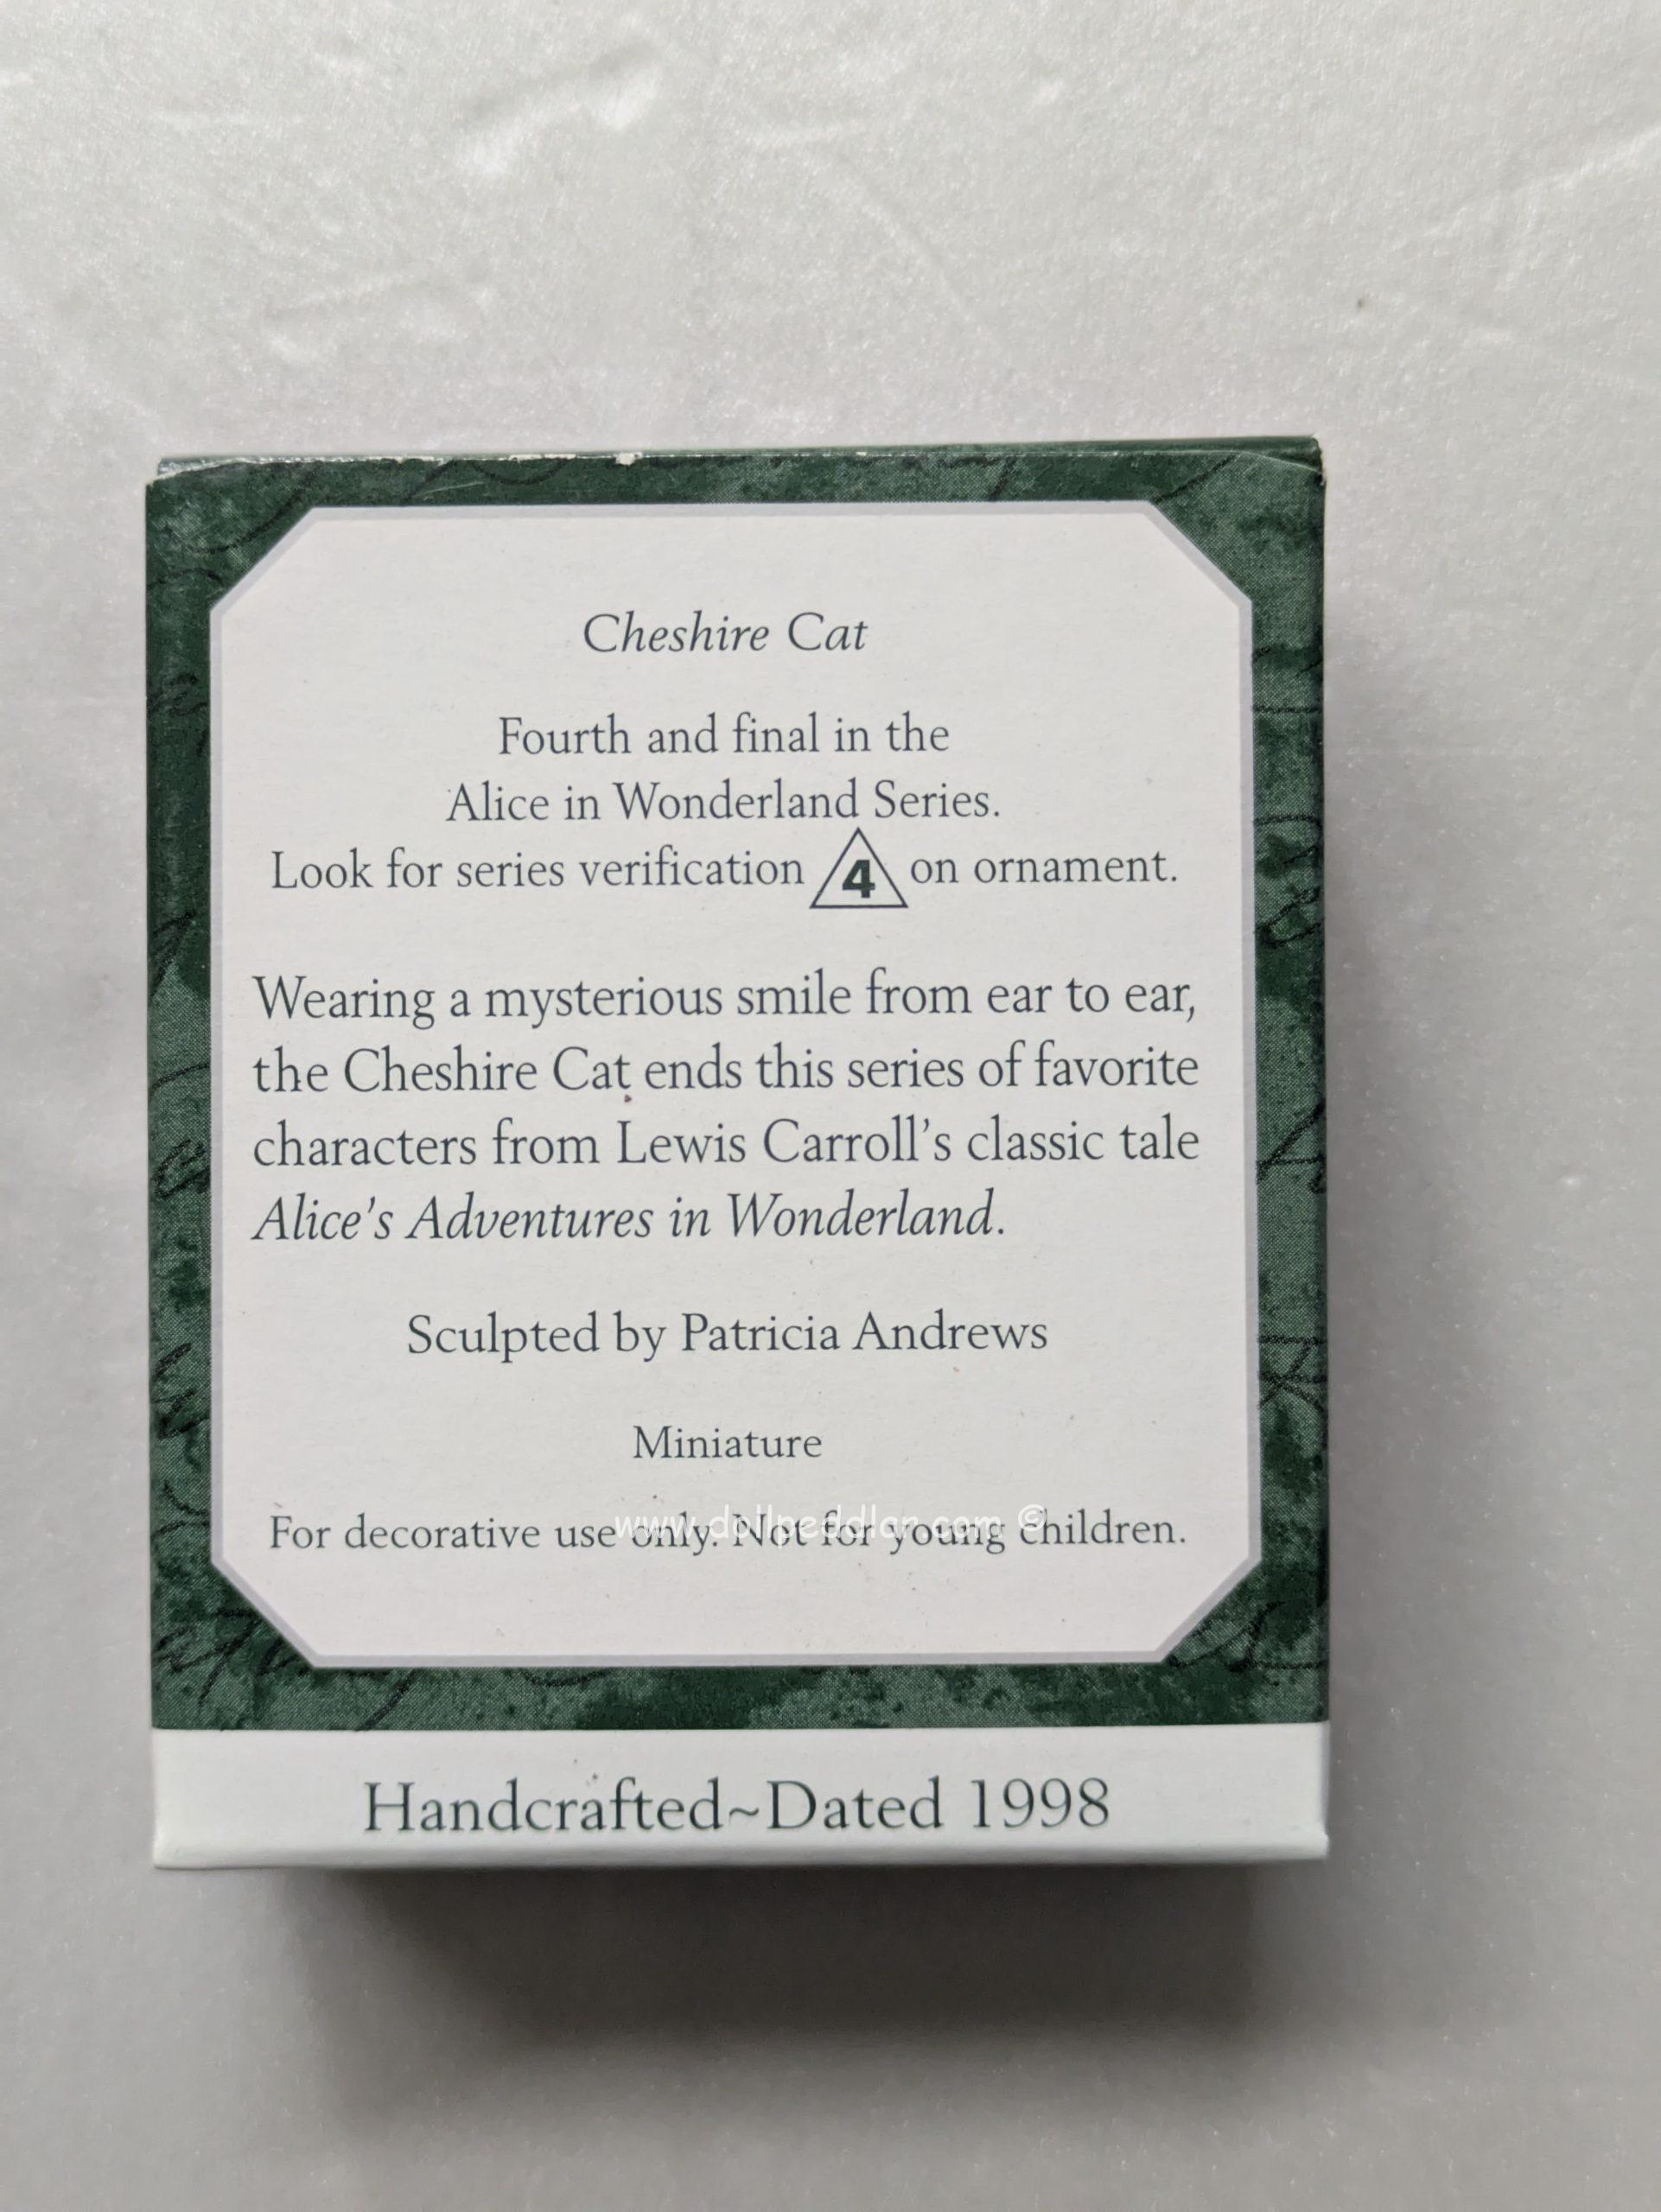 Cheshire Cat
Fourth and final in the
Alice in Wonderland Series.
Look for series verification 4 on ornament.
Wearing a mysterious smile from ear to ear,
the Cheshire Cat ends this series of favorite
characters from Lewis Carroll's classic tale
Alice's Adventures in Wonderland.
Sculpted by Patricia Andrews
Miniature
For decorative use only. Not for young children.
Handcrafted~Dated 1998